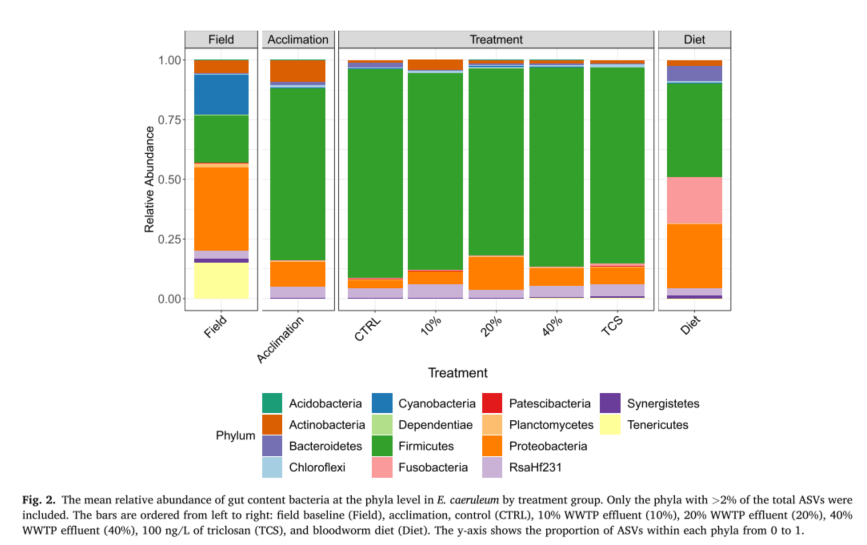 Field
Acclimation
Treatment
Diet
Relative Abundance
1.00
0.75
0.50
0.25
0.00
Field
Acclimation
CTRL
10%
20%
40%
TCS
Diet
Treatment
Phylum
Acidobacteria
Actinobacteria
Bacteroidetes
Chloroflexi
Cyanobacteria
Dependentiae
Firmicutes
Fusobacteria
Patescibacteria
Planctomycetes
Proteobacteria
RsaHf231
Synergistetes
Tenericutes
Fig. 2. The mean relative abundance of gut content bacteria at the phyla level in E. caeruleum by treatment group. Only the phyla with >2% of the total ASVs were
included. The bars are ordered from left to right: field baseline (Field), acclimation, control (CTRL), 10% WWTP effluent (10%), 20% WWTP effluent (20%), 40%
WWTP effluent (40%), 100 ng/L of triclosan (TCS), and bloodworm diet (Diet). The y-axis shows the proportion of ASVs within each phyla from 0 to 1.